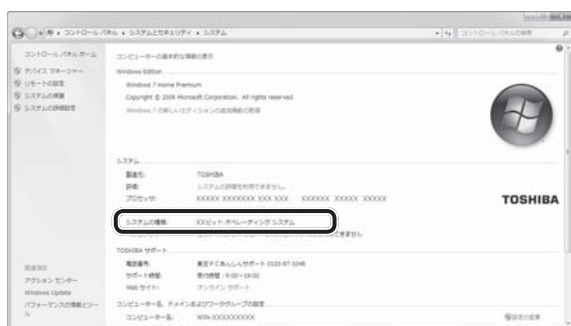 コントロール パネル ▸ システムとセキュリティ ▸ システム
コントロール パネルの検索
コントロール パネル ホーム
デバイス マネージャー
リモートの設定
システムの保護
システムの詳細設定
コンピューターの基本的な情報の表示
Windows Edition
Windows 7 Home Premium
Copyright © 2009 Microsoft Corporation. All rights reserved.
Windows 7 の新しいエディションの追加機能の取得
システム
製造元: TOSHIBA
評価: システムの評価を利用できません
プロセッサ: XXXXX XXXXXXX XXX XXX XXXXXX XXXXX XXXXX
TOSHIBA
システムの種類: XXビット オペレーティング システム
できません
TOSHIBA サポート
電話番号: 東芝PCあんしんサポート 0120-97-1048
サポート時間: 受付時間 : 9:00~19:00
Web サイト: オンライン サポート
コンピューター名、ドメインおよびワークグループの設定
コンピューター名: WIN-XXXXXXXXXX
設定の変更
関連項目
アクション センター
Windows Update
パフォーマンスの情報とツール